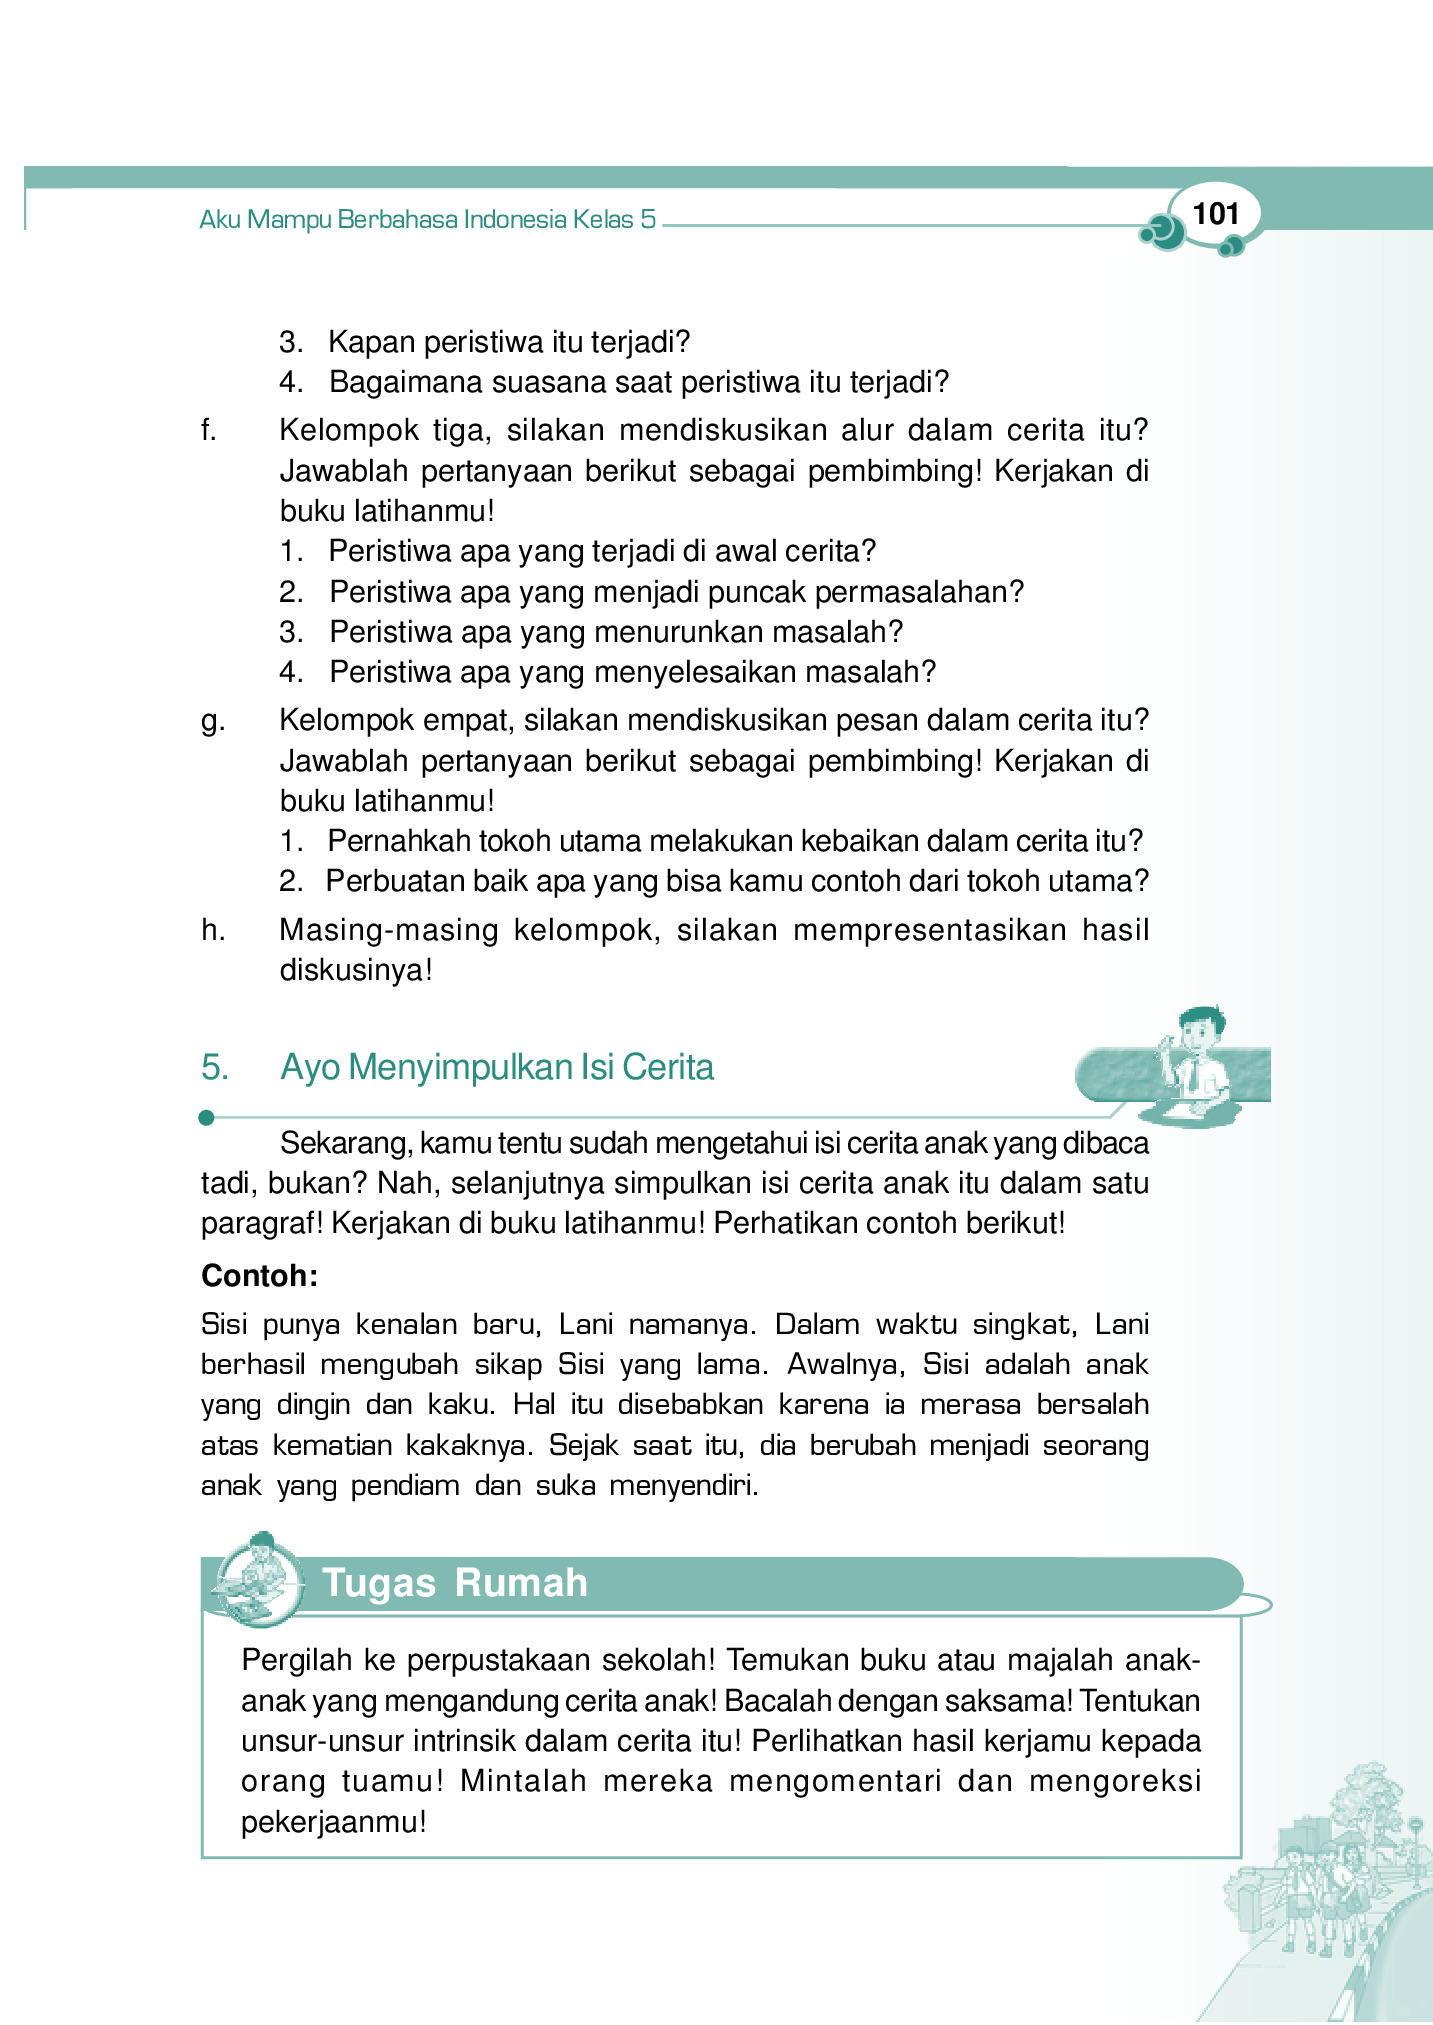 Aku Mampu Berbahasa Indonesia Kelas 5
101
3. Kapan peristiwa itu terjadi?
4. Bagaimana suasana saat peristiwa itu terjadi?
f. Kelompok tiga, silakan mendiskusikan alur dalam cerita itu?
Jawablah pertanyaan berikut sebagai pembimbing! Kerjakan di
buku latihanmu!
1. Peristiwa apa yang terjadi di awal cerita?
2. Peristiwa apa yang menjadi puncak permasalahan?
3. Peristiwa apa yang menurunkan masalah?
4. Peristiwa apa yang menyelesaikan masalah?
g. Kelompok empat, silakan mendiskusikan pesan dalam cerita itu?
Jawablah pertanyaan berikut sebagai pembimbing! Kerjakan di
buku latihanmu!
1. Pernahkah tokoh utama melakukan kebaikan dalam cerita itu?
2. Perbuatan baik apa yang bisa kamu contoh dari tokoh utama?
h. Masing-masing kelompok, silakan mempresentasikan hasil
diskusinya!
5. Ayo Menyimpulkan Isi Cerita
Sekarang, kamu tentu sudah mengetahui isi cerita anak yang dibaca
tadi, bukan? Nah, selanjutnya simpulkan isi cerita anak itu dalam satu
paragraf! Kerjakan di buku latihanmu! Perhatikan contoh berikut!
Contoh:
Sisi punya kenalan baru, Lani namanya. Dalam waktu singkat, Lani
berhasil mengubah sikap Sisi yang lama. Awalnya, Sisi adalah anak
yang dingin dan kaku. Hal itu disebabkan karena ia merasa bersalah
atas kematian kakaknya. Sejak saat itu, dia berubah menjadi seorang
anak yang pendiam dan suka menyendiri.
Tugas Rumah
Pergilah ke perpustakaan sekolah! Temukan buku atau majalah anak-
anak yang mengandung cerita anak! Bacalah dengan saksama! Tentukan
unsur-unsur intrinsik dalam cerita itu! Perlihatkan hasil kerjamu kepada
orang tuamu! Mintalah mereka mengomentari dan mengoreksi
pekerjaanmu!